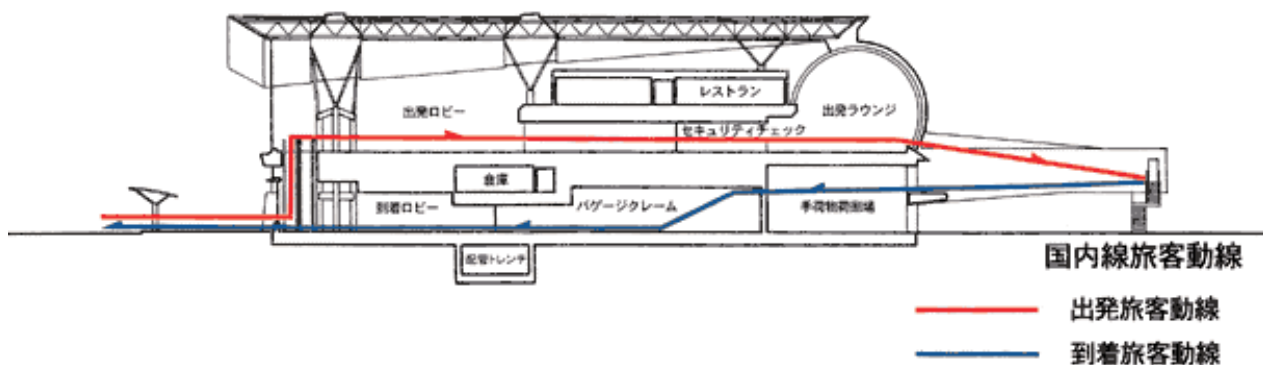 レストラン
出発ロビー
出発ラウンジ
セキュリティチェック
倉庫
到着ロビー
バゲージクレーム
手荷物荷捌場
配管トレンチ
国内線旅客動線
出発旅客動線
到着旅客動線